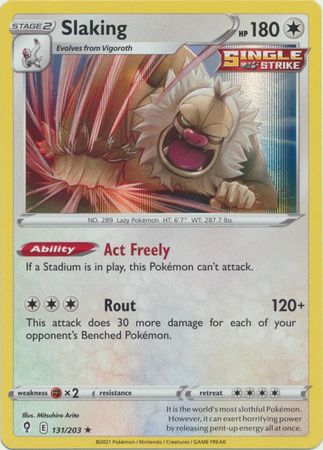 STAGE 2
Slaking
HP 180
Evolves from Vigoroth
SINGLE
STRIKE
NO. 289 Lazy Pokémon HT: 6'7" WT: 287.7 lbs.
Ability Act Freely
If a Stadium is in play, this Pokémon can't attack.
Rout 120+
This attack does 30 more damage for each of your
opponent's Benched Pokémon.
weakness ×2 resistance retreat
Illus. Mitsuhiro Arita
E 131/203 ★
It is the world's most slothful Pokémon.
However, it can exert horrifying power
by releasing pent-up energy all at once.
©2021 Pokémon / Nintendo / Creatures / GAME FREAK